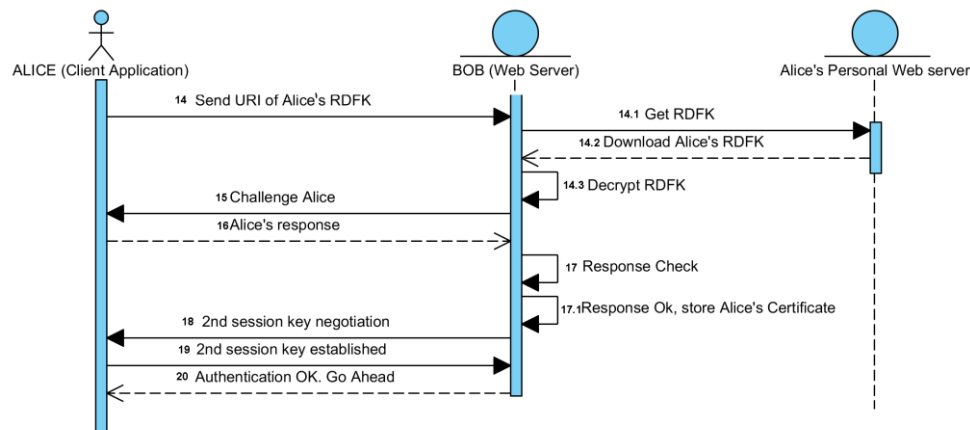 ALICE (Client Application)
BOB (Web Server)
Alice's Personal Web server
14 Send URI of Alice's RDFK
14.1 Get RDFK
14.2 Download Alice's RDFK
14.3 Decrypt RDFK
15 Challenge Alice
16 Alice's response
17 Response Check
17.1 Response Ok, store Alice's Certificate
18 2nd session key negotiation
19 2nd session key established
20 Authentication OK. Go Ahead